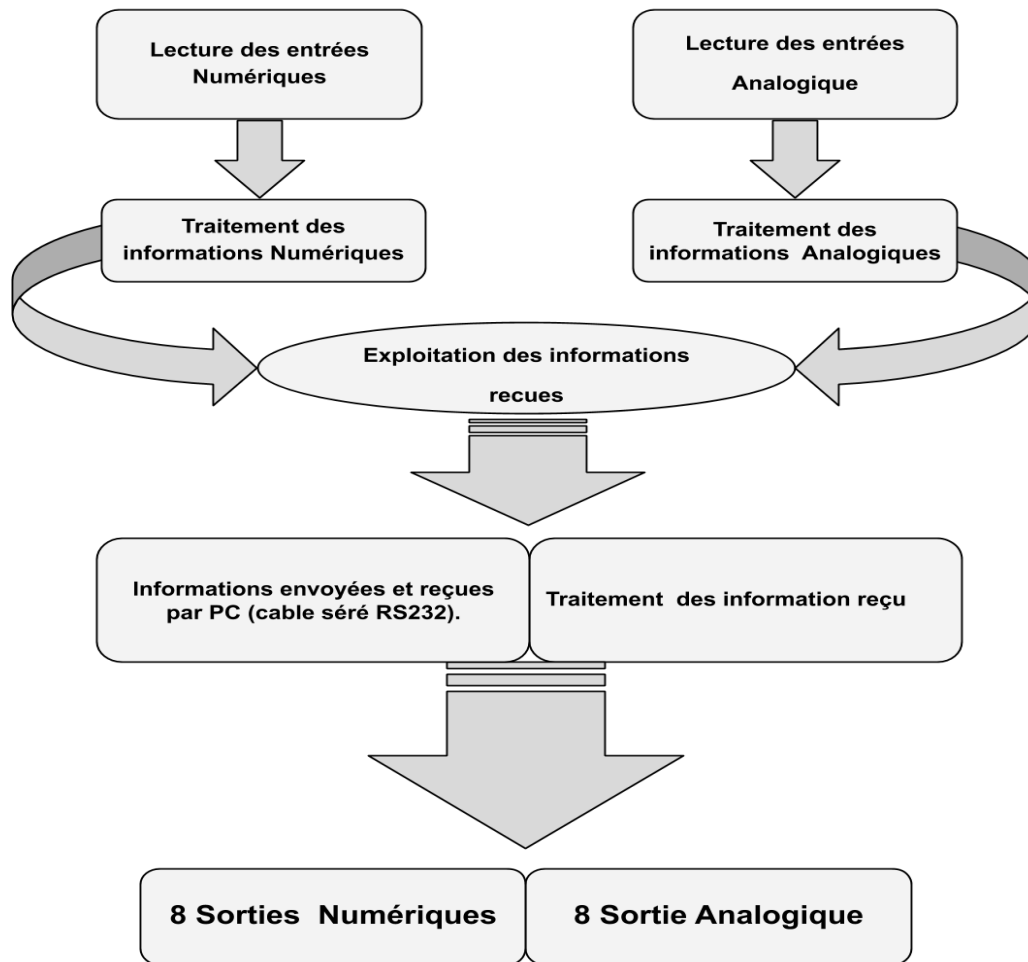 Lecture des entrées
Numériques
Lecture des entrées
Analogique
Traitement des
informations Numériques
Traitement des
informations Analogiques
Exploitation des informations
recues
Informations envoyées et reçues
par PC (cable séré RS232).
Traitement des information reçu
8 Sorties Numériques
8 Sortie Analogique